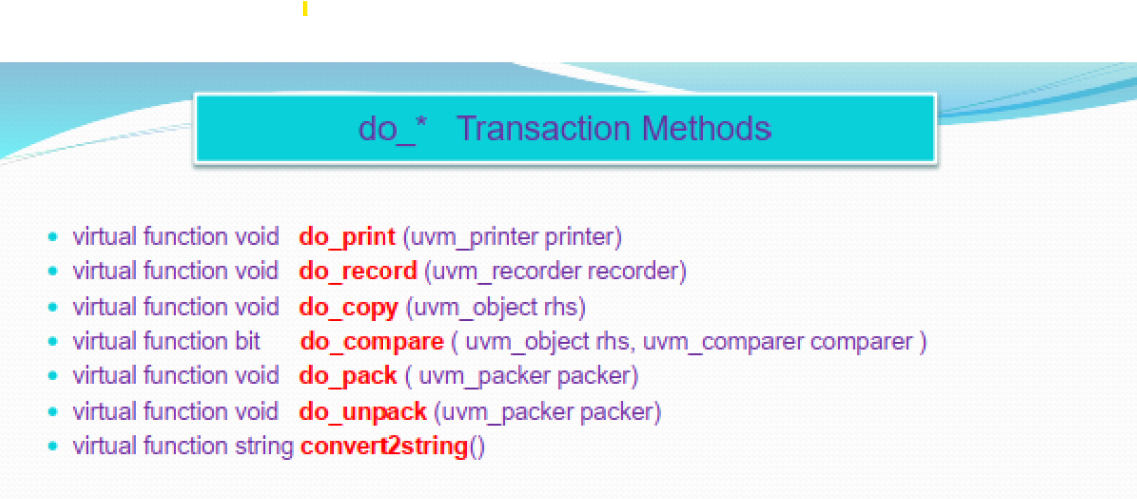 do_* Transaction Methods
• virtual function void do_print (uvm_printer printer)
• virtual function void do_record (uvm_recorder recorder)
• virtual function void do_copy (uvm_object rhs)
• virtual function bit do_compare ( uvm_object rhs, uvm_comparer comparer )
• virtual function void do_pack ( uvm_packer packer)
• virtual function void do_unpack (uvm_packer packer)
• virtual function string convert2string()